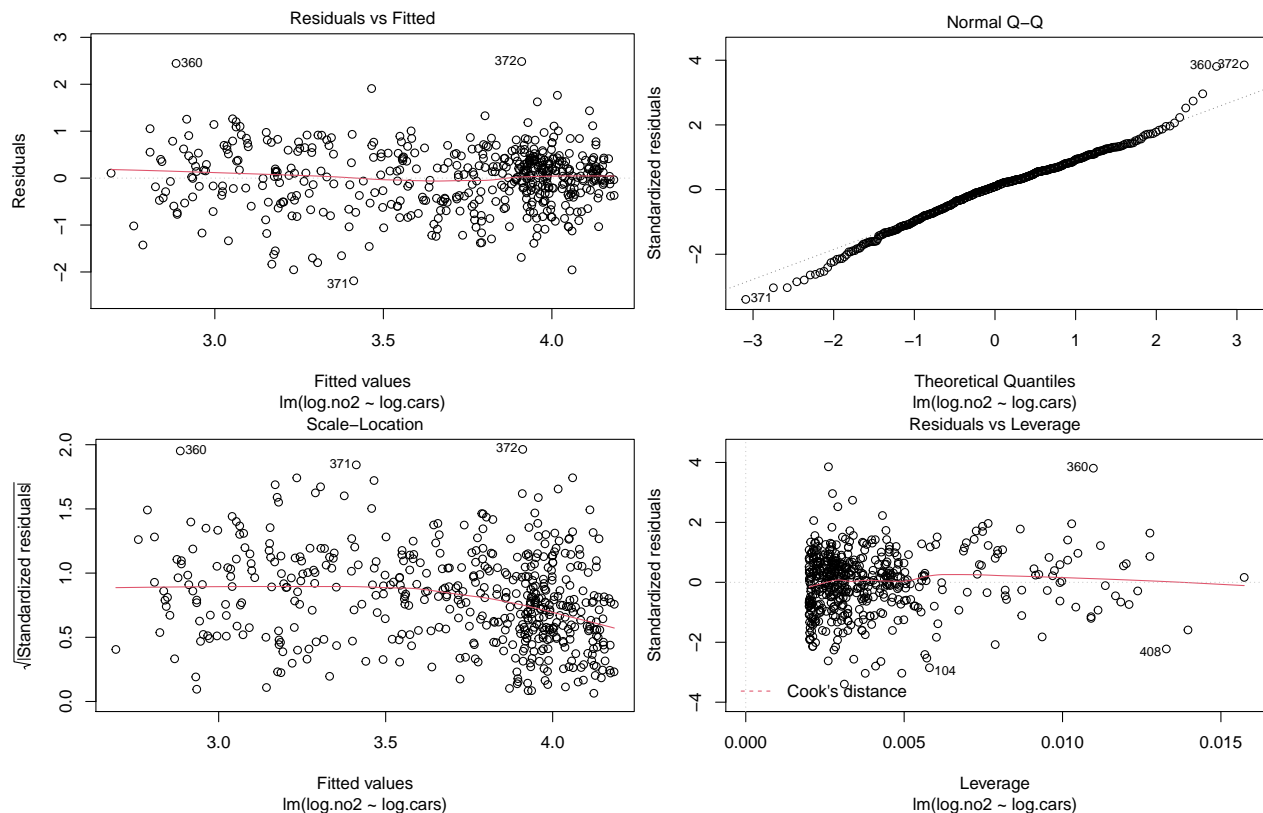 Residuals vs Fitted
3
2
1
0
−1
−2
Residuals
360
372
371
3.0
3.5
4.0
Fitted values
lm(log.no2 ~ log.cars)
Normal Q−Q
4
2
0
−2
Standardized residuals
360
372
371
−3
−2
−1
0
1
2
3
Theoretical Quantiles
lm(log.no2 ~ log.cars)
Scale−Location
2.0
1.5
1.0
0.5
0.0
√|Standardized residuals|
360
371
372
3.0
3.5
4.0
Fitted values
lm(log.no2 ~ log.cars)
Residuals vs Leverage
4
2
0
−2
−4
Standardized residuals
360
408
104
Cook's distance
0.000
0.005
0.010
0.015
Leverage
lm(log.no2 ~ log.cars)